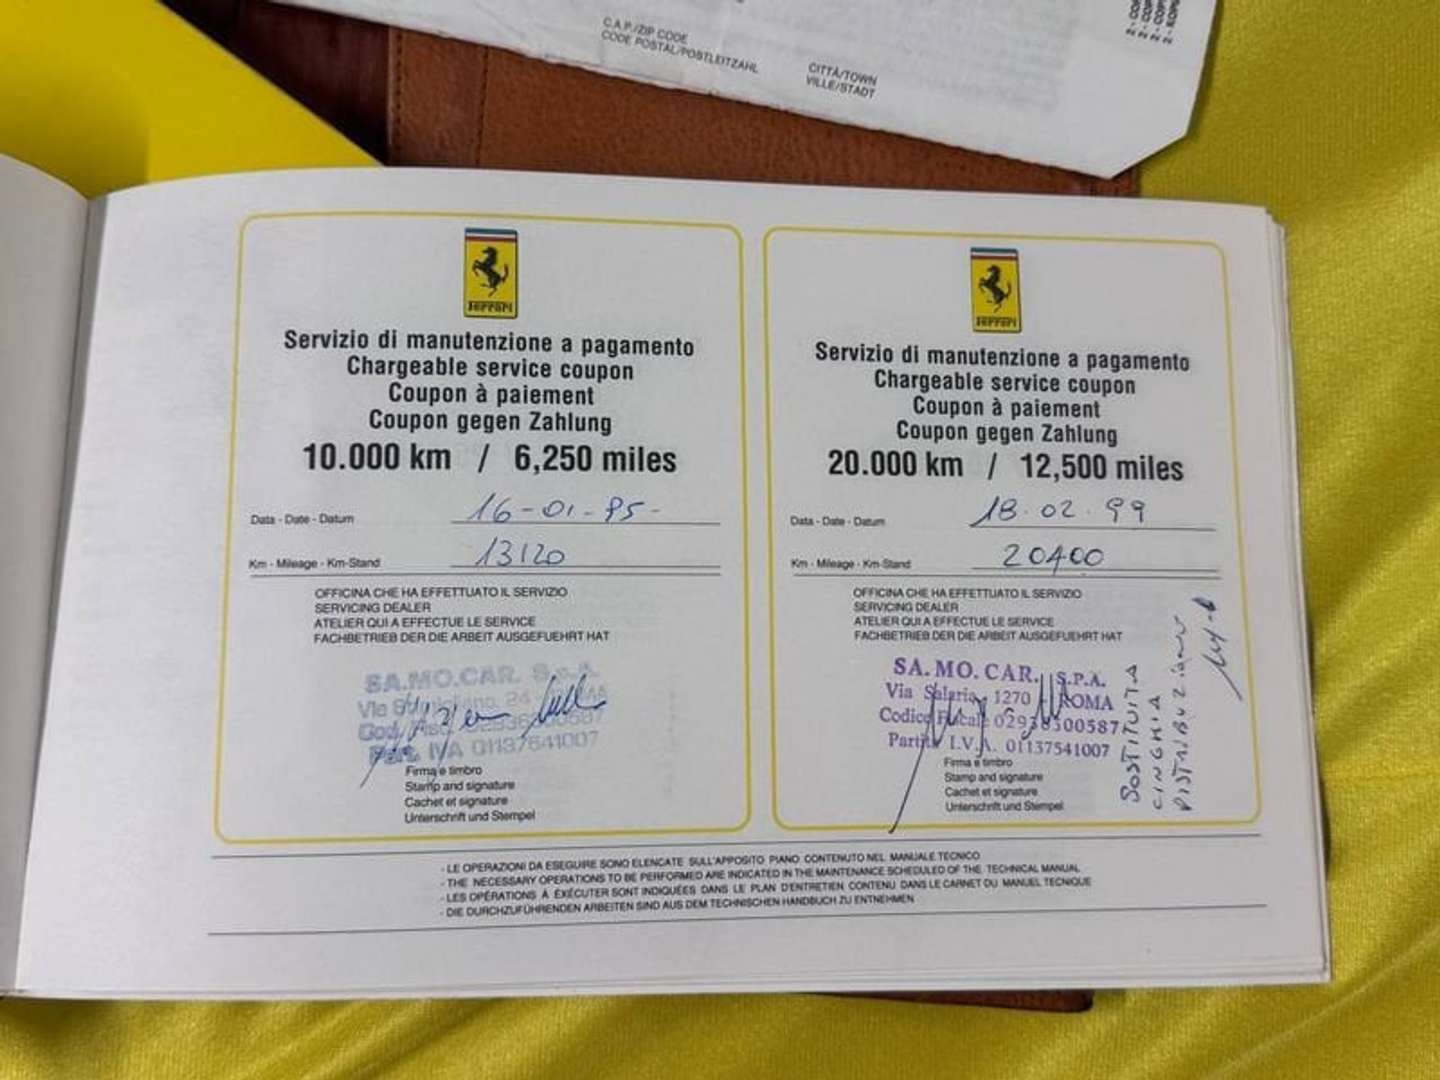 C.A.P./ZIP CODE
CODE POSTAL/POSTLEITZAHL
CITTÀ/TOWN
VILLE/STADT
Ferrari
Servizio di manutenzione a pagamento
Chargeable service coupon
Coupon à paiement
Coupon gegen Zahlung
10.000 km / 6,250 miles
Data - Date - Datum 16-01-95-
Km - Mileage - Km-Stand 13120
OFFICINA CHE HA EFFETTUATO IL SERVIZIO
SERVICING DEALER
ATELIER QUI A EFFECTUE LE SERVICE
FACHBETRIEB DER DIE ARBEIT AUSGEFUEHRT HAT
SA.MO.CAR. S.p.A.
Part. IVA 01137541007
Firma e timbro
Stamp and signature
Cachet et signature
Unterschrift und Stempel
Ferrari
Servizio di manutenzione a pagamento
Chargeable service coupon
Coupon à paiement
Coupon gegen Zahlung
20.000 km / 12,500 miles
Data - Date - Datum 18.02.99
Km - Mileage - Km-Stand 20400
OFFICINA CHE HA EFFETTUATO IL SERVIZIO
SERVICING DEALER
ATELIER QUI A EFFECTUE LE SERVICE
FACHBETRIEB DER DIE ARBEIT AUSGEFUEHRT HAT
SA. MO. CAR. S.P.A.
Via Salaria, 1270 ROMA
Codice Fiscale 02938300587
Partita I.V.A. 01137541007
Firma e timbro
Stamp and signature
Cachet et signature
Unterschrift und Stempel
SOSTITUITA
CINGHIA
DISTRIBUZIONE
- LE OPERAZIONI DA ESEGUIRE SONO ELENCATE SULL'APPOSITO PIANO CONTENUTO NEL MANUALE TECNICO
- THE NECESSARY OPERATIONS TO BE PERFORMED ARE INDICATED IN THE MAINTENANCE SCHEDULED OF THE TECHNICAL MANUAL
- LES OPÉRATIONS À ÉXÉCUTER SONT INDIQUÉES DANS LE PLAN D'ENTRETIEN CONTENU DANS LE CARNET DU MANUEL TECNIQUE
- DIE DURCHZUFÜHRENDEN ARBEITEN SIND AUS DEM TECHNISCHEN HANDBUCH ZU ENTNEHMEN